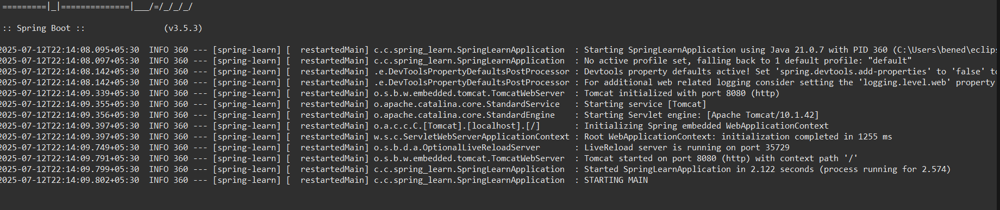 =========|_|==============|___/=/_/_/_/
:: Spring Boot ::                (v3.5.3)
2025-07-12T22:14:08.095+05:30  INFO 360 --- [spring-learn] [  restartedMain] c.c.spring_learn.SpringLearnApplication  : Starting SpringLearnApplication using Java 21.0.7 with PID 360 (C:\Users\bened\eclips
2025-07-12T22:14:08.097+05:30  INFO 360 --- [spring-learn] [  restartedMain] c.c.spring_learn.SpringLearnApplication  : No active profile set, falling back to 1 default profile: "default"
2025-07-12T22:14:08.142+05:30  INFO 360 --- [spring-learn] [  restartedMain] .e.DevToolsPropertyDefaultsPostProcessor : Devtools property defaults active! Set 'spring.devtools.add-properties' to 'false' to
2025-07-12T22:14:08.142+05:30  INFO 360 --- [spring-learn] [  restartedMain] .e.DevToolsPropertyDefaultsPostProcessor : For additional web related logging consider setting the 'logging.level.web' property
2025-07-12T22:14:09.339+05:30  INFO 360 --- [spring-learn] [  restartedMain] o.s.b.w.embedded.tomcat.TomcatWebServer  : Tomcat initialized with port 8080 (http)
2025-07-12T22:14:09.355+05:30  INFO 360 --- [spring-learn] [  restartedMain] o.apache.catalina.core.StandardService   : Starting service [Tomcat]
2025-07-12T22:14:09.356+05:30  INFO 360 --- [spring-learn] [  restartedMain] o.apache.catalina.core.StandardEngine    : Starting Servlet engine: [Apache Tomcat/10.1.42]
2025-07-12T22:14:09.397+05:30  INFO 360 --- [spring-learn] [  restartedMain] o.a.c.c.C.[Tomcat].[localhost].[/]       : Initializing Spring embedded WebApplicationContext
2025-07-12T22:14:09.397+05:30  INFO 360 --- [spring-learn] [  restartedMain] w.s.c.ServletWebServerApplicationContext : Root WebApplicationContext: initialization completed in 1255 ms
2025-07-12T22:14:09.749+05:30  INFO 360 --- [spring-learn] [  restartedMain] o.s.b.d.a.OptionalLiveReloadServer       : LiveReload server is running on port 35729
2025-07-12T22:14:09.791+05:30  INFO 360 --- [spring-learn] [  restartedMain] o.s.b.w.embedded.tomcat.TomcatWebServer  : Tomcat started on port 8080 (http) with context path '/'
2025-07-12T22:14:09.799+05:30  INFO 360 --- [spring-learn] [  restartedMain] c.c.spring_learn.SpringLearnApplication  : Started SpringLearnApplication in 2.122 seconds (process running for 2.574)
2025-07-12T22:14:09.802+05:30  INFO 360 --- [spring-learn] [  restartedMain] c.c.spring_learn.SpringLearnApplication  : STARTING MAIN